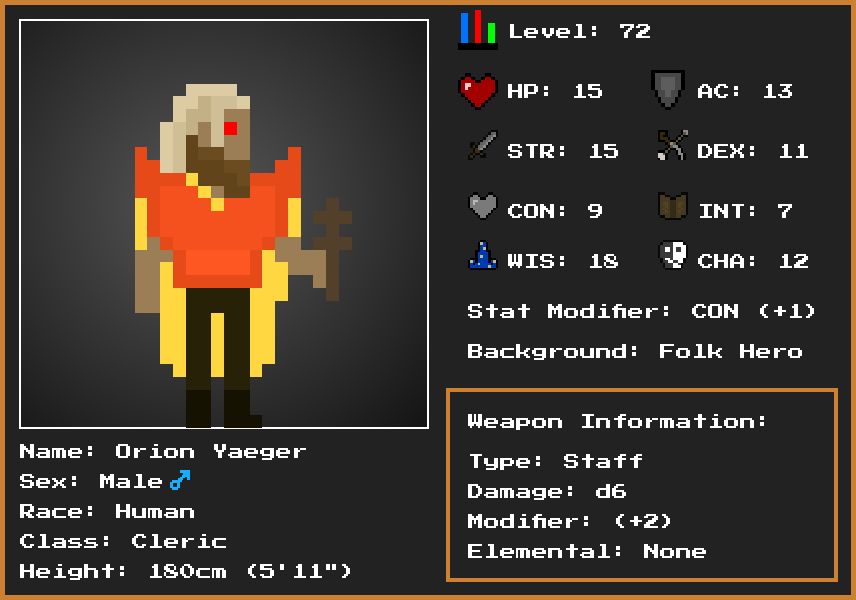 Level: 72
HP: 15
AC: 13
STR: 15
DEX: 11
CON: 9
INT: 7
WIS: 18
CHA: 12
Stat Modifier: CON (+1)
Background: Folk Hero
Weapon Information:
Type: Staff
Damage: d6
Modifier: (+2)
Elemental: None
Name: Orion Yaeger
Sex: Male♂
Race: Human
Class: Cleric
Height: 180cm (5'11")